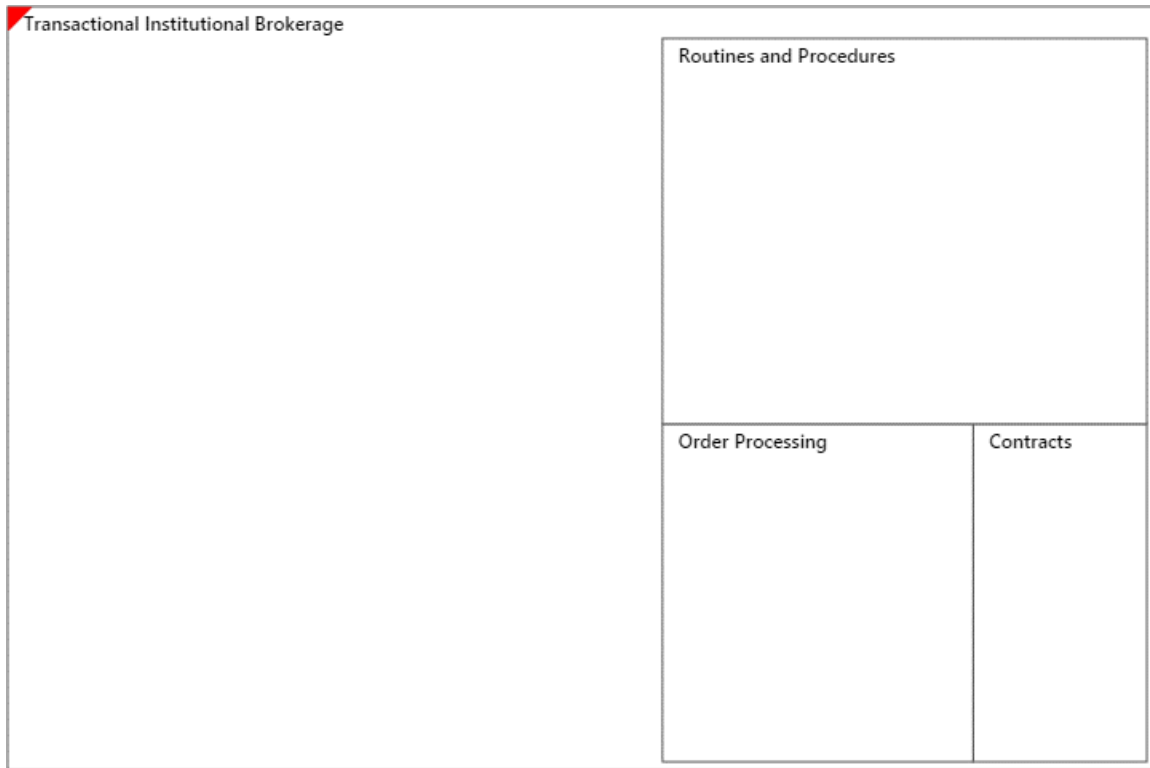 Transactional Institutional Brokerage
Routines and Procedures
Order Processing
Contracts